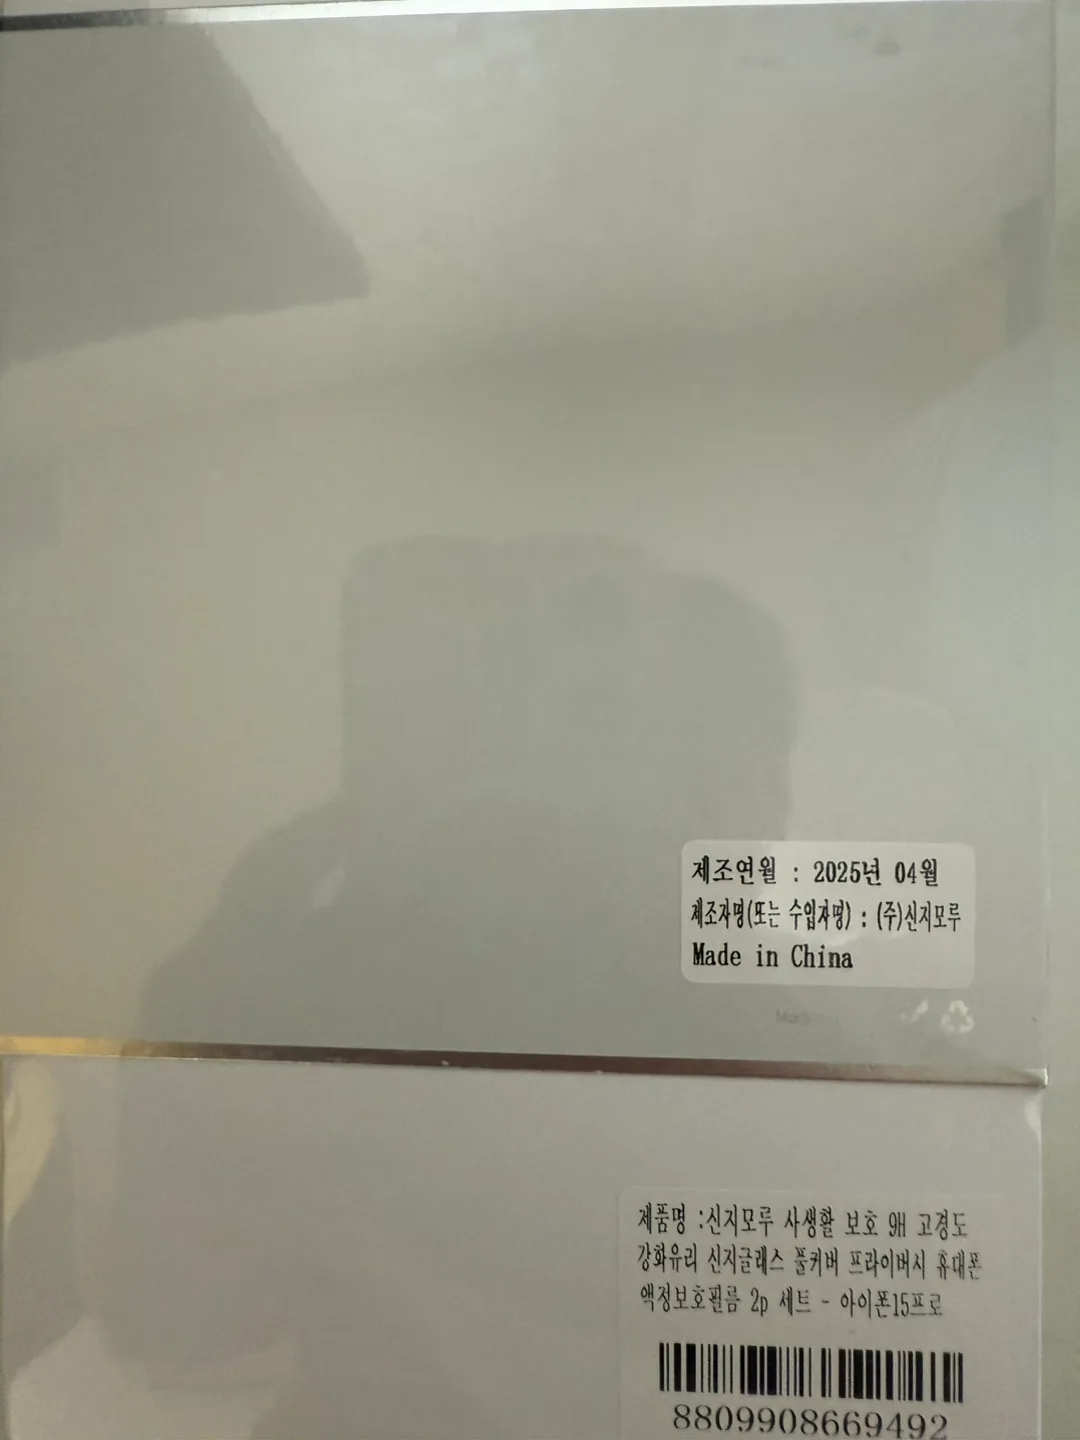 제조연월 : 2025년 04월
제조자명(또는 수입자명) : (주)신지모루
Made in China
제품명 :신지모루 사생활 보호 9H 고경도
강화유리 신지글래스 풀커버 프라이버시 휴대폰
액정보호필름 2p 세트 - 아이폰15프로
8809908669492